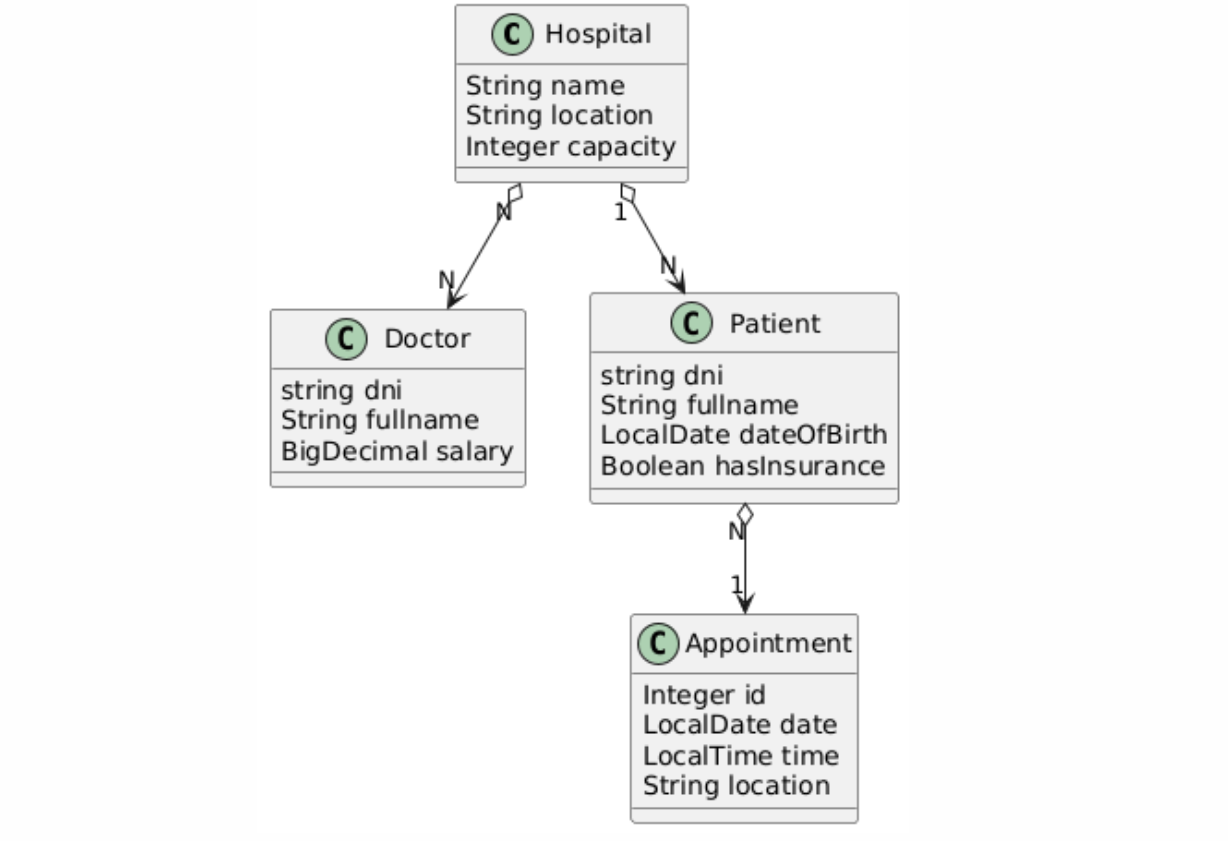 C Hospital
String name
String location
Integer capacity
N
1
N
N
C Doctor
string dni
String fullname
BigDecimal salary
C Patient
string dni
String fullname
LocalDate dateOfBirth
Boolean hasInsurance
N
1
C Appointment
Integer id
LocalDate date
LocalTime time
String location